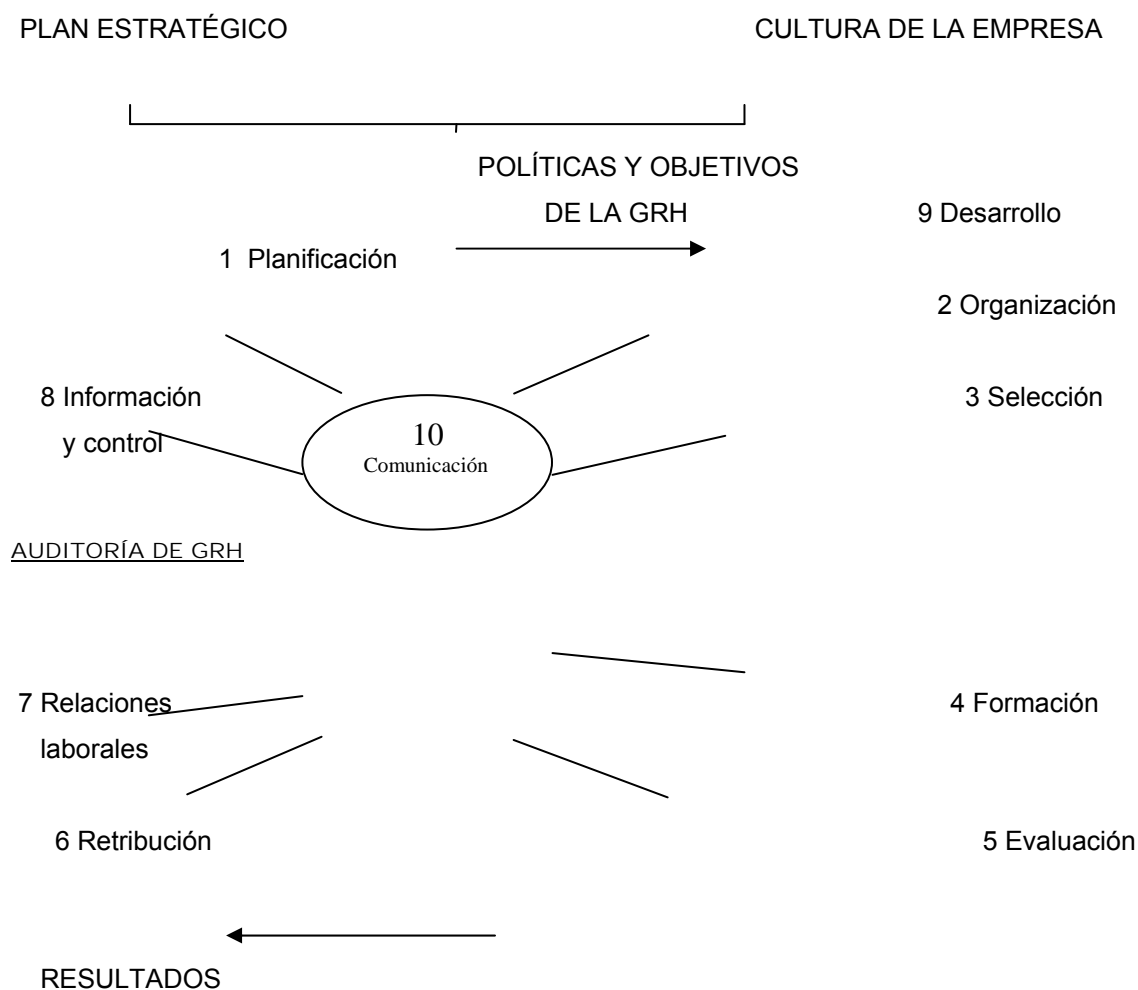 PLAN ESTRATÉGICO CULTURA DE LA EMPRESA
POLÍTICAS Y OBJETIVOS
DE LA GRH
9 Desarrollo
1 Planificación
2 Organización
8 Información
y control
3 Selección
10
Comunicación
AUDITORÍA DE GRH
7 Relaciones
laborales
4 Formación
6 Retribución
5 Evaluación
RESULTADOS